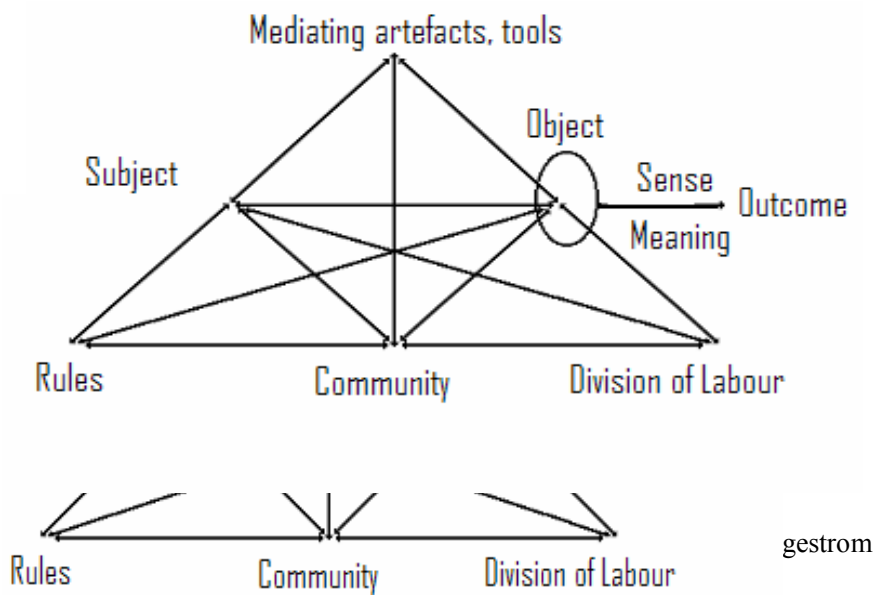 Mediating artefacts, tools
Object
Subject
Sense
Outcome
Meaning
Rules
Community
Division of Labour
gestrom
Rules
Community
Division of Labour